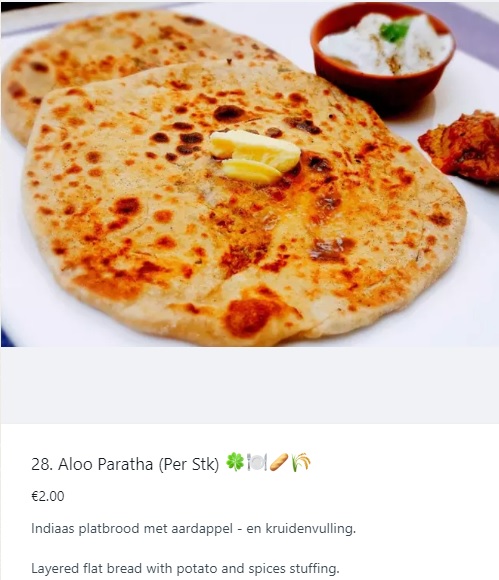 28. Aloo Paratha (Per Stk) 🍀🍽️🥖🌾
€2.00
Indiaas platbrood met aardappel - en kruidenvulling.
Layered flat bread with potato and spices stuffing.